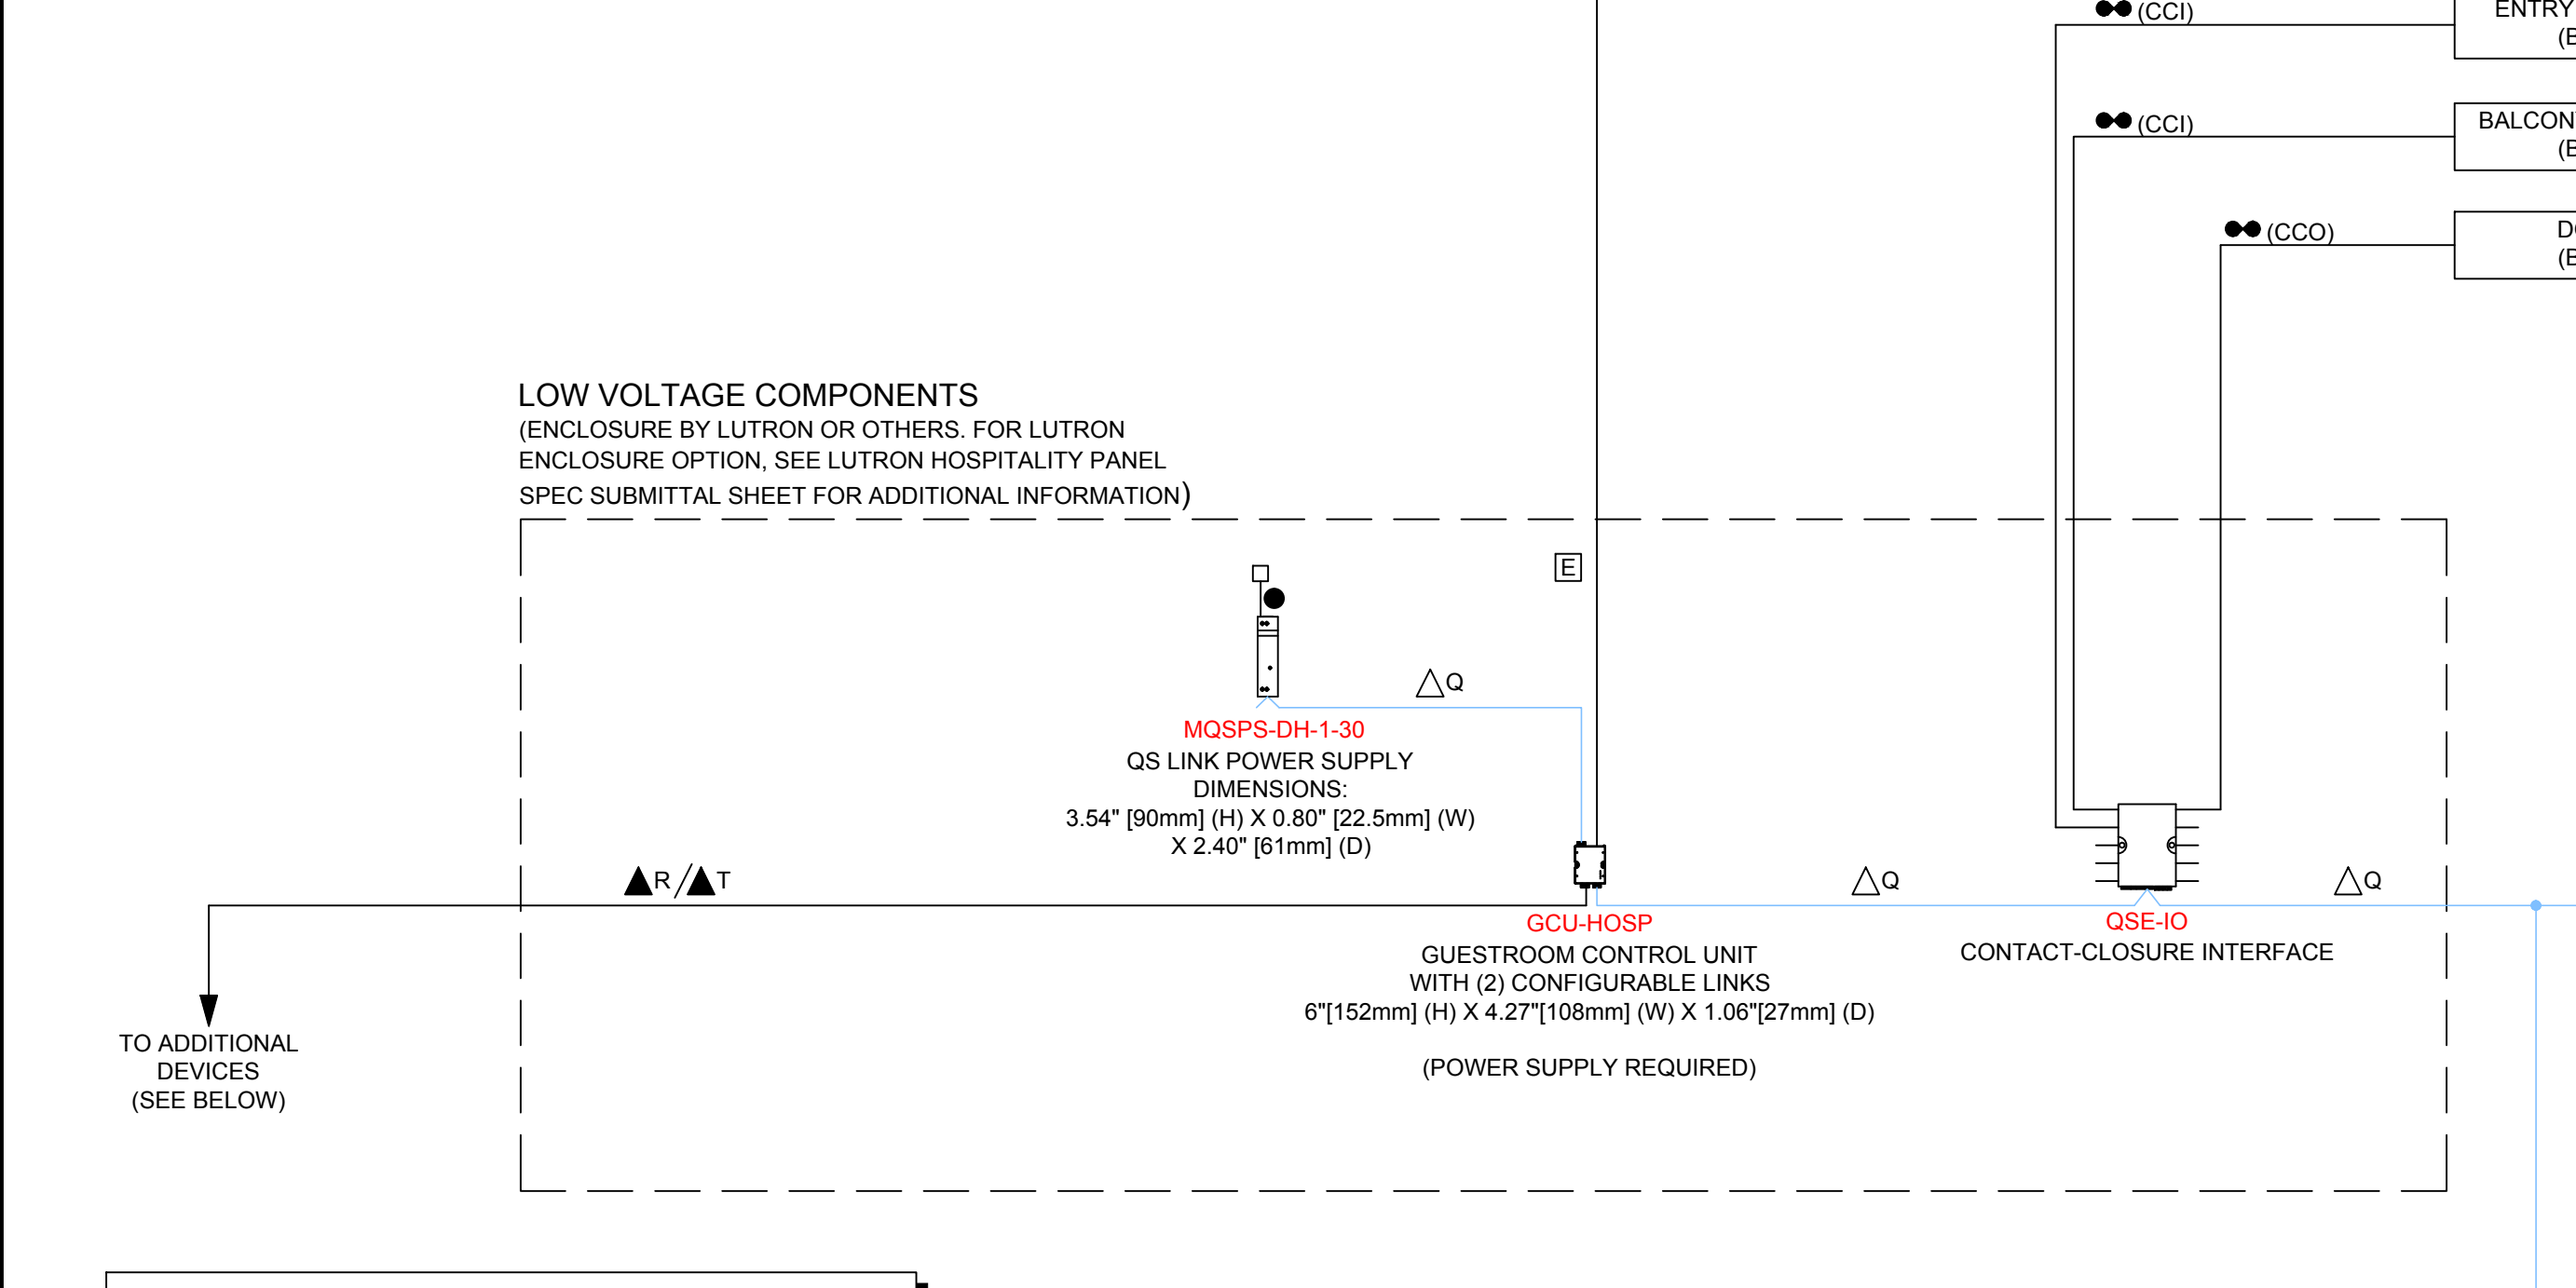 (CCI)
ENTRY
(B
(CCI)
BALCON
(B
(CCO)
D
(B
LOW VOLTAGE COMPONENTS
(ENCLOSURE BY LUTRON OR OTHERS. FOR LUTRON
ENCLOSURE OPTION, SEE LUTRON HOSPITALITY PANEL
SPEC SUBMITTAL SHEET FOR ADDITIONAL INFORMATION)
E
Q
MQSPS-DH-1-30
QS LINK POWER SUPPLY
DIMENSIONS:
3.54" [90mm] (H) X 0.80" [22.5mm] (W)
X 2.40" [61mm] (D)
R / T
Q
Q
GCU-HOSP
GUESTROOM CONTROL UNIT
WITH (2) CONFIGURABLE LINKS
6"[152mm] (H) X 4.27"[108mm] (W) X 1.06"[27mm] (D)
(POWER SUPPLY REQUIRED)
QSE-IO
CONTACT-CLOSURE INTERFACE
TO ADDITIONAL
DEVICES
(SEE BELOW)